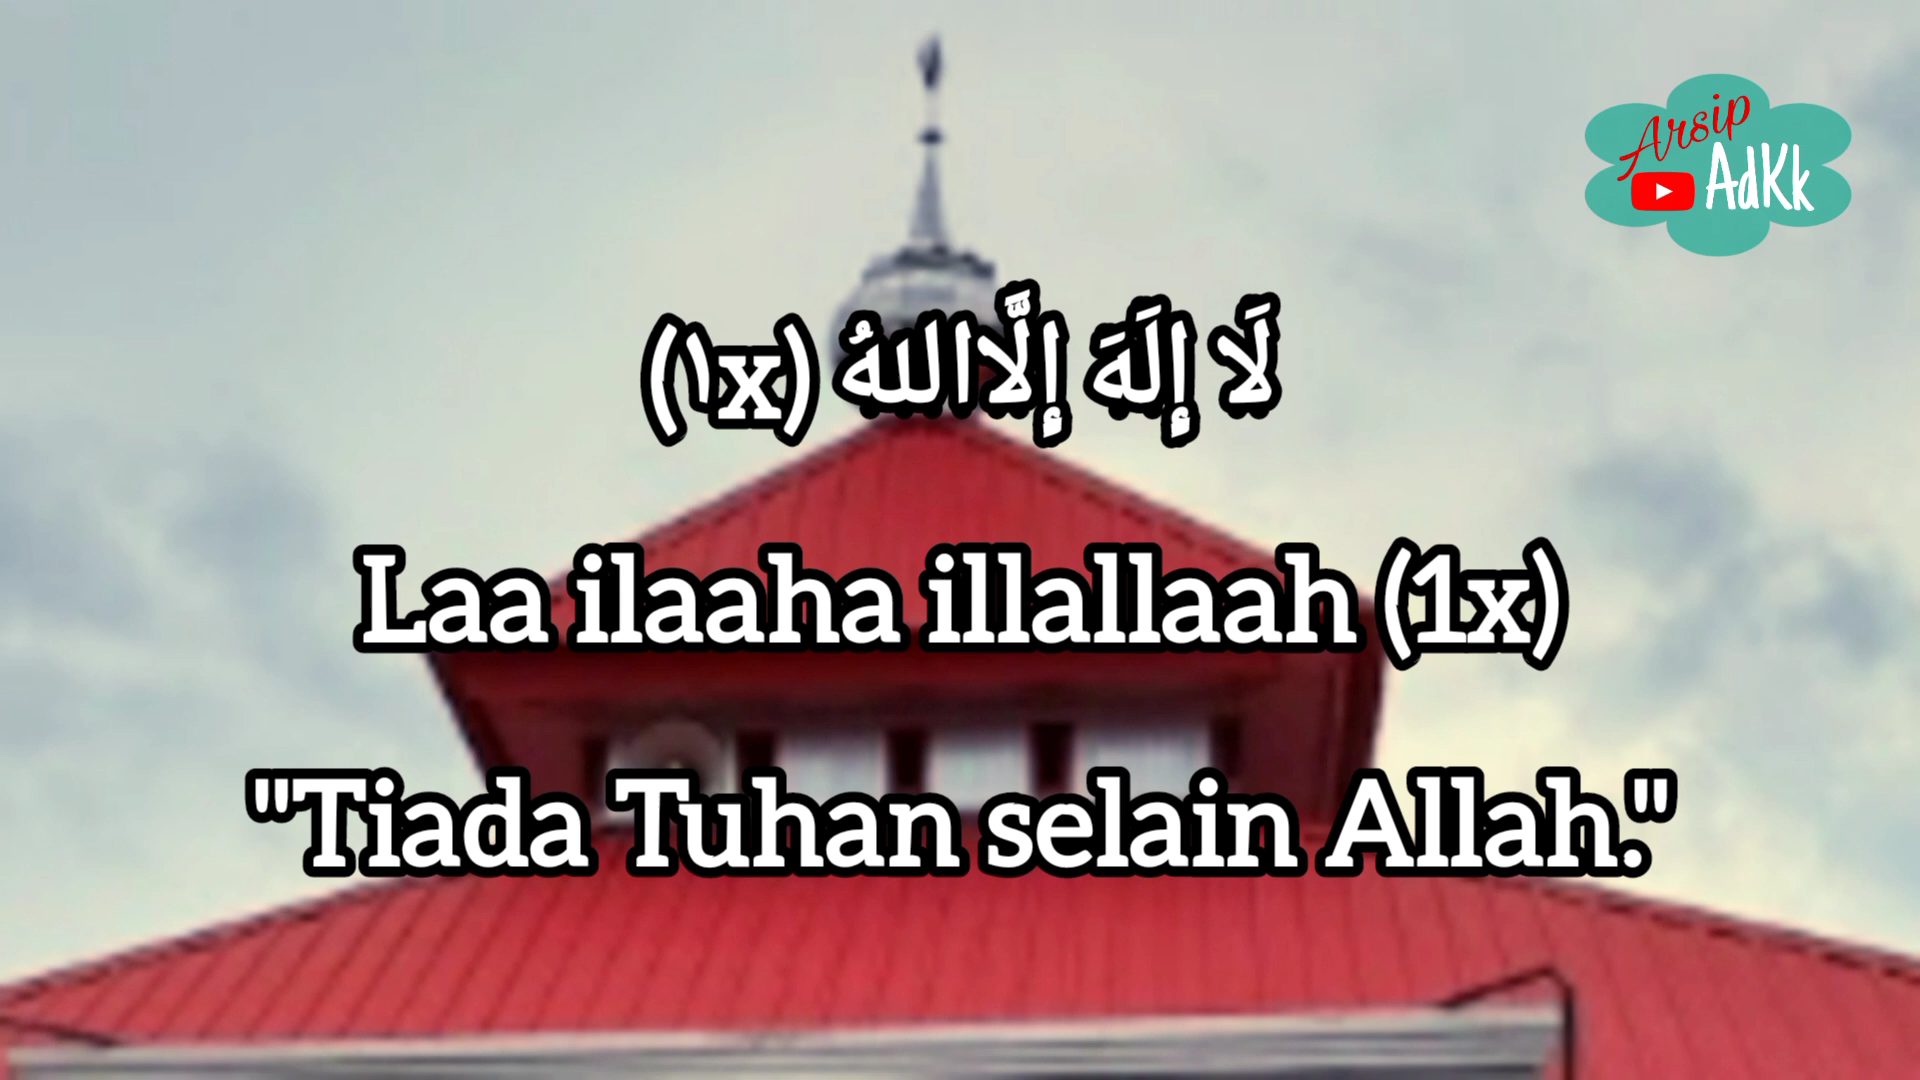 Arsip
AdKk
لَا إِلَهَ إِلَّااللهُ (١x)
Laa ilaaha illallaah (1x)
"Tiada Tuhan selain Allah."